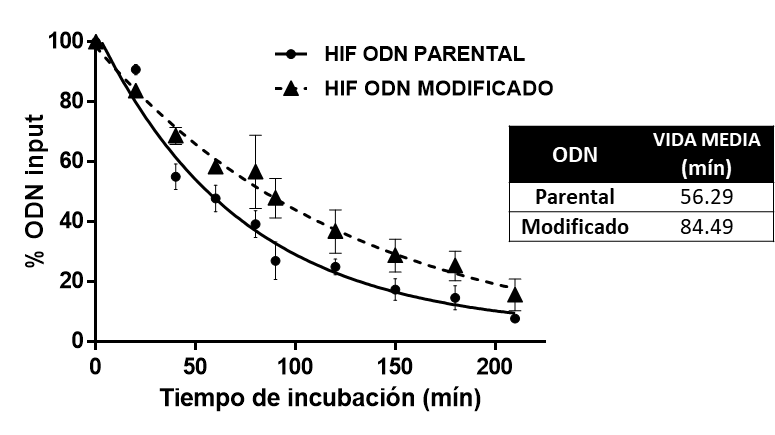 HIF ODN PARENTAL
HIF ODN MODIFICADO
% ODN input
100
80
60
40
20
0
0 50 100 150 200
Tiempo de incubación (mín)
ODN VIDA MEDIA (mín)
Parental 56.29
Modificado 84.49